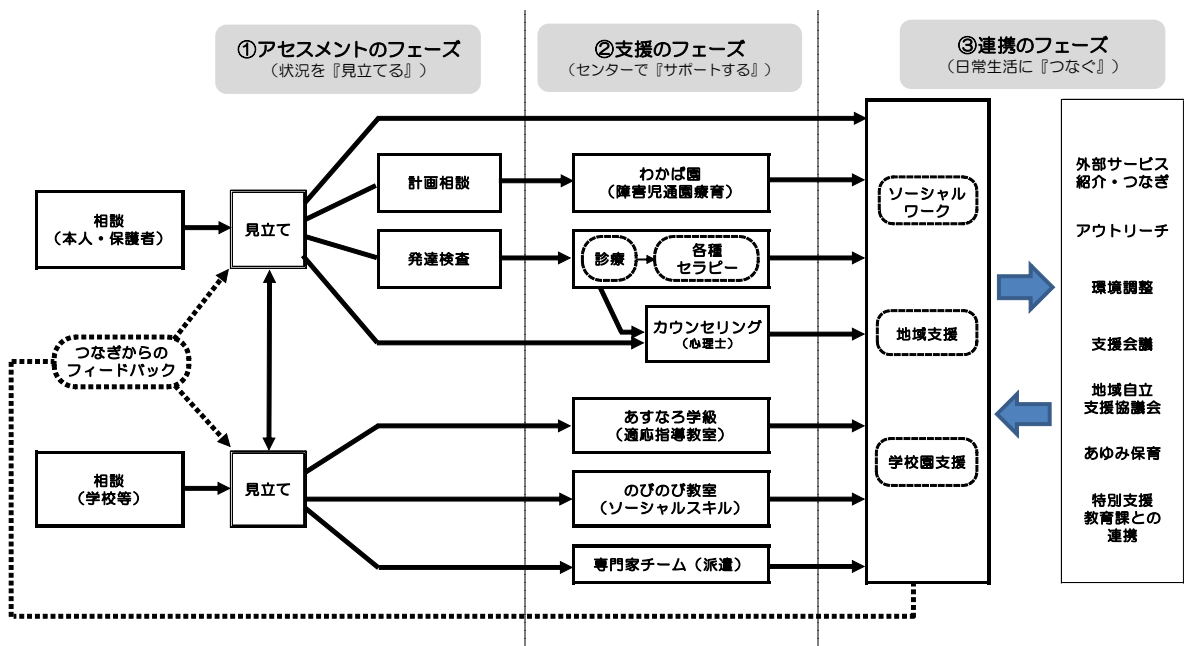 ①アセスメントのフェーズ
（状況を『見立てる』）
②支援のフェーズ
（センターで『サポートする』）
③連携のフェーズ
（日常生活に『つなぐ』）
相談
（本人・保護者）
見立て
計画相談
発達検査
わかば園
（障害児通園療育）
診療
各種
セラピー
カウンセリング
（心理士）
つなぎからの
フィードバック
相談
（学校等）
見立て
あすなろ学級
（適応指導教室）
のびのび教室
（ソーシャルスキル）
専門家チーム（派遣）
ソーシャル
ワーク
地域支援
学校園支援
外部サービス
紹介・つなぎ
アウトリーチ
環境調整
支援会議
地域自立
支援協議会
あゆみ保育
特別支援
教育課との
連携